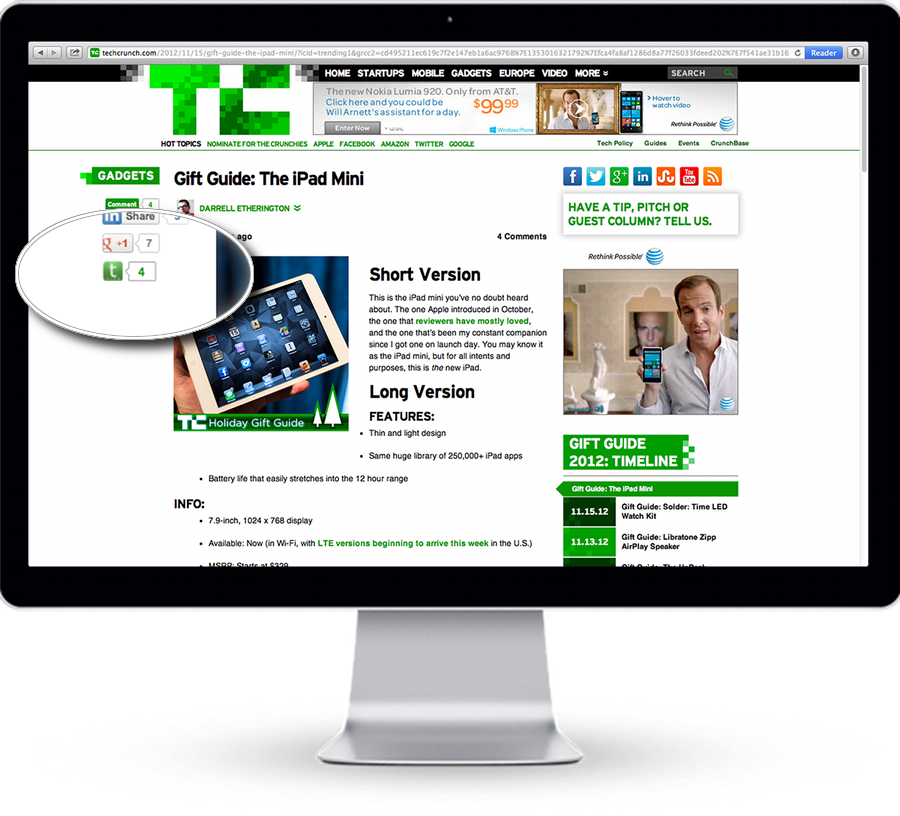 techcrunch.com/2012/11/15/gift-guide-the-ipad-mini/?icid=trending1&grcc2=cd495211ec619c7f2e147eb1a6ac9768%7E1353016321792%7Efca4fa8af1286d8a77f26033fdeed202%7E7f541ae31b16
Reader
TC
HOME STARTUPS MOBILE GADGETS EUROPE VIDEO MORE
SEARCH
The new Nokia Lumia 920. Only from AT&T.
Click here and you could be
Will Arnett's assistant for a day.
$99.99
Enter Now
Windows Phone
Hover to
watch video
Rethink Possible
at&t
HOT TOPICS NOMINATE FOR THE CRUNCHIES APPLE FACEBOOK AMAZON TWITTER GOOGLE
Tech Policy Guides Events CrunchBase
GADGETS
Gift Guide: The iPad Mini
Comment 4
DARRELL ETHERINGTON
in Share
g +1 7
t 4
ago
4 Comments
Short Version
This is the iPad mini you've no doubt heard
about. The one Apple introduced in October,
the one that reviewers have mostly loved,
and the one that's been my constant companion
since I got one on launch day. You may know it
as the iPad mini, but for all intents and
purposes, this is the new iPad.
Long Version
FEATURES:
• Thin and light design
• Same huge library of 250,000+ iPad apps
• Battery life that easily stretches into the 12 hour range
TC Holiday Gift Guide
INFO:
• 7.9-inch, 1024 x 768 display
• Available: Now (in Wi-Fi, with LTE versions beginning to arrive this week in the U.S.)
• MSRP: Starts at $329
f g+ in You Tube
HAVE A TIP, PITCH OR
GUEST COLUMN? TELL US.
Rethink Possible
at&t
GIFT GUIDE
2012: TIMELINE
Gift Guide: The iPad Mini
11.15.12
Gift Guide: Solder: Time LED
Watch Kit
11.13.12
Gift Guide: Libratone Zipp
AirPlay Speaker